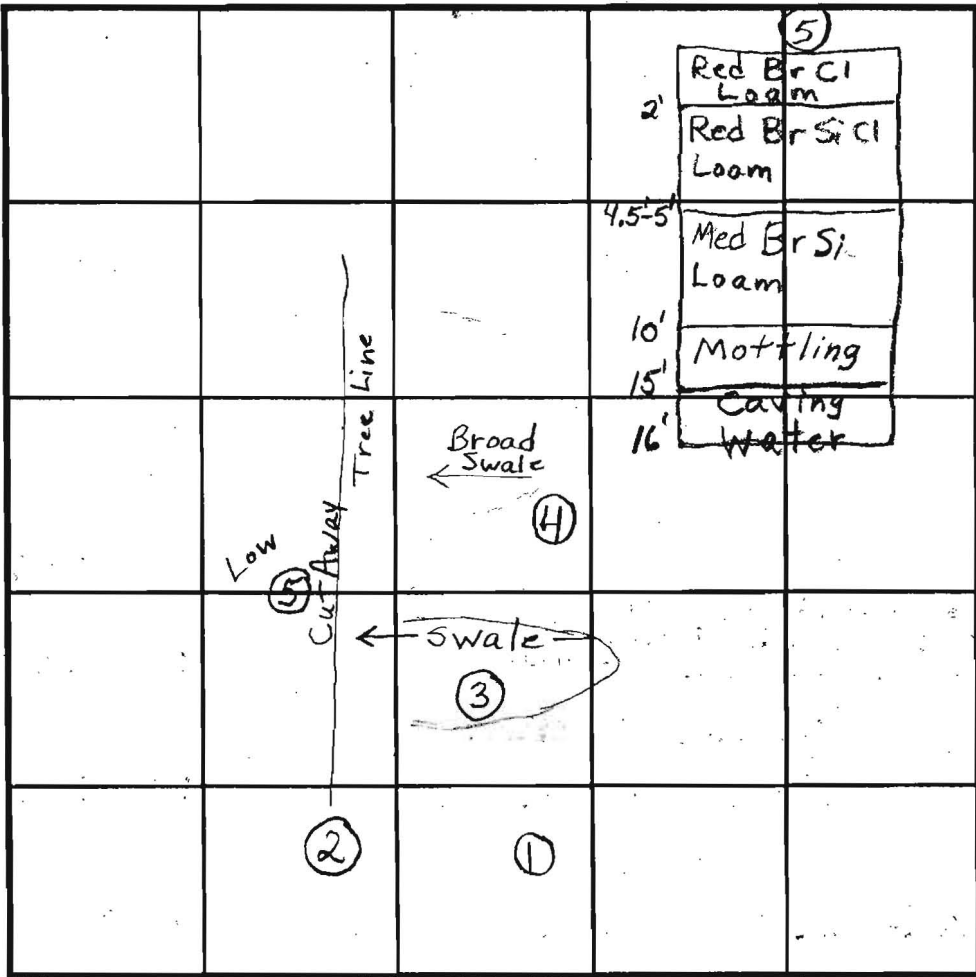 5
Red Br Cl
Loam
2'
Red Br Si Cl
Loam
4.5'-5'
Med Br Si
Loam
10'
Mottling
15'
Caving
16'
Water
Tree Line
Broad
Swale
4
Low
5
Cut Away
Swale
3
2
1